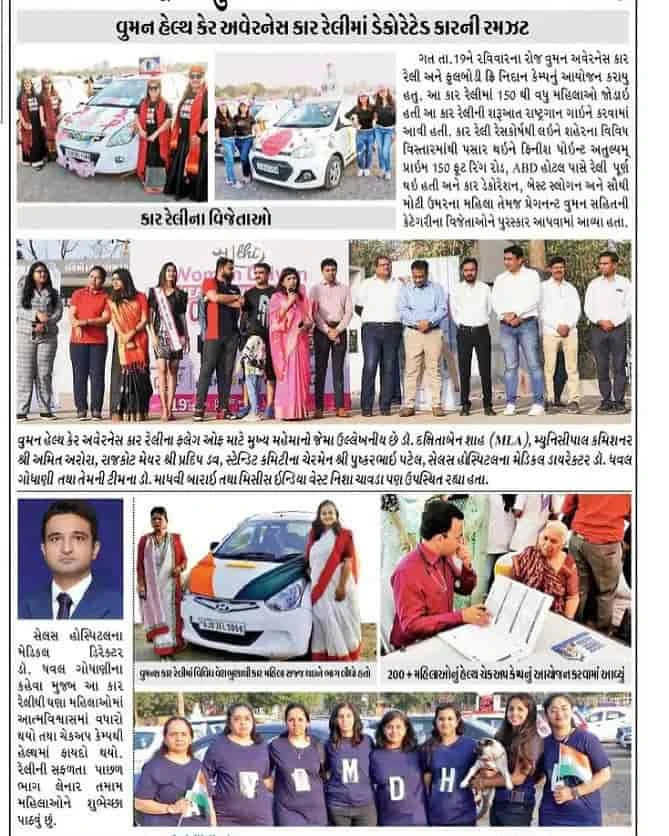 વુમન હેલ્થ કેર અવેરનેસ કાર રેલીમાં ડેકોરેટેડ કારની રમઝટ
ગત તા.19ને રવિવારના રોજ વુમન અવેરનેસ કાર
રેલી અને ફુલબોડી ફ્રિ નિદાન કેમ્પનું આયોજન કરાયુ
હતુ. આ કાર રેલીમાં 150 થી વધુ મહિલાઓ જોડાઇ
હતી આ કાર રેલીની શરૂઆત રાષ્ટ્રગાન ગાઇને કરવામાં
આવી હતી. કાર રેલી રેસકોર્ષથી લઇને શહેરના વિવિધ
વિસ્તારમાંથી પસાર થઇને ફિનીશ પોઇન્ટ અતુલ્યમ્
પ્રાઇમ 150 ફૂટ રિંગ રોડ, ABD હોટલ પાસે રેલી પૂર્ણ
થઇ હતી અને કાર ડેકોરેશન, બેસ્ટ સ્લોગન અને સૌથી
મોટી ઉંમરના મહિલા તેમજ પ્રેગનન્ટ વુમન સહિતની
કેટેગરીના વિજેતાઓને પુરસ્કાર આપવામાં આવ્યા હતા.
કાર રેલીના વિજેતાઓ
વુમન હેલ્થ કેર અવેરનેસ કાર રેલીના ફ્લેગ ઓફ માટે મુખ્ય મહેમાનો જેમા ઉલ્લેખનીય છે ડૉ. દર્શિતાબેન શાહ (MLA), મ્યુનિસીપાલ કમિશનર
શ્રી અમિત અરોરા, રાજકોટ મેયર શ્રી પ્રદિપ ડવ, સ્ટેન્ડિટ કમિટીના ચેરમેન શ્રી પુષ્કરભાઇ પટેલ, સેલસ હોસ્પિટલના મેડિકલ ડાયરેક્ટર ડૉ. ધવલ
ગોધાણી તથા તેમની ટીમના ડૉ. માધવી બારાઇ તથા મિસીસ ઇન્ડિયા વેસ્ટ નિશા ચાવડા પણ ઉપસ્થિત રહ્યા હતા.
સેલસ હોસ્પિટલના
મેડિકલ ડિરેક્ટર
ડૉ. ધવલ ગોધાણીના
કહેવા મુજબ આ કાર
રેલીથી ઘણા મહિલાઓમાં
આત્મવિશ્વાસમાં વધારો
થયો તથા ચેકઅપ કેમ્પથી
હેલ્થમાં ફાયદો થયો.
રેલીની સફળતા પાછળ
ભાગ લેનાર તમામ
મહિલાઓને શુભેચ્છા
પાઠવું છું.
વુમન્સ કાર રેલીમાં વિવિધ વેશભુષાથી કાર મહિલા સજ્જ થઇને ભાગ લીધો હતો
200 + મહિલાઓનું હેલ્થ ચેકઅપ કેમ્પનું આયોજન કરવામાં આવ્યું
V M D H